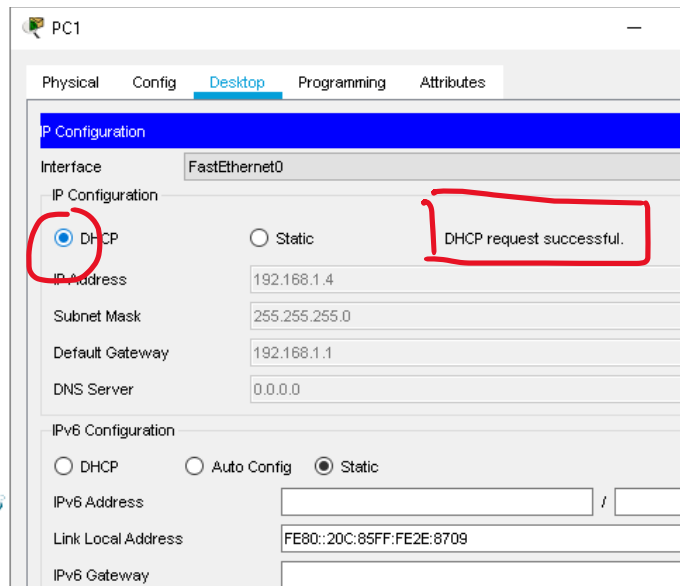 PC1
Physical Config Desktop Programming Attributes
IP Configuration
Interface FastEthernet0
IP Configuration
DHCP Static DHCP request successful.
IP Address 192.168.1.4
Subnet Mask 255.255.255.0
Default Gateway 192.168.1.1
DNS Server 0.0.0.0
IPv6 Configuration
DHCP Auto Config Static
IPv6 Address /
Link Local Address FE80::20C:85FF:FE2E:8709
IPv6 Gateway